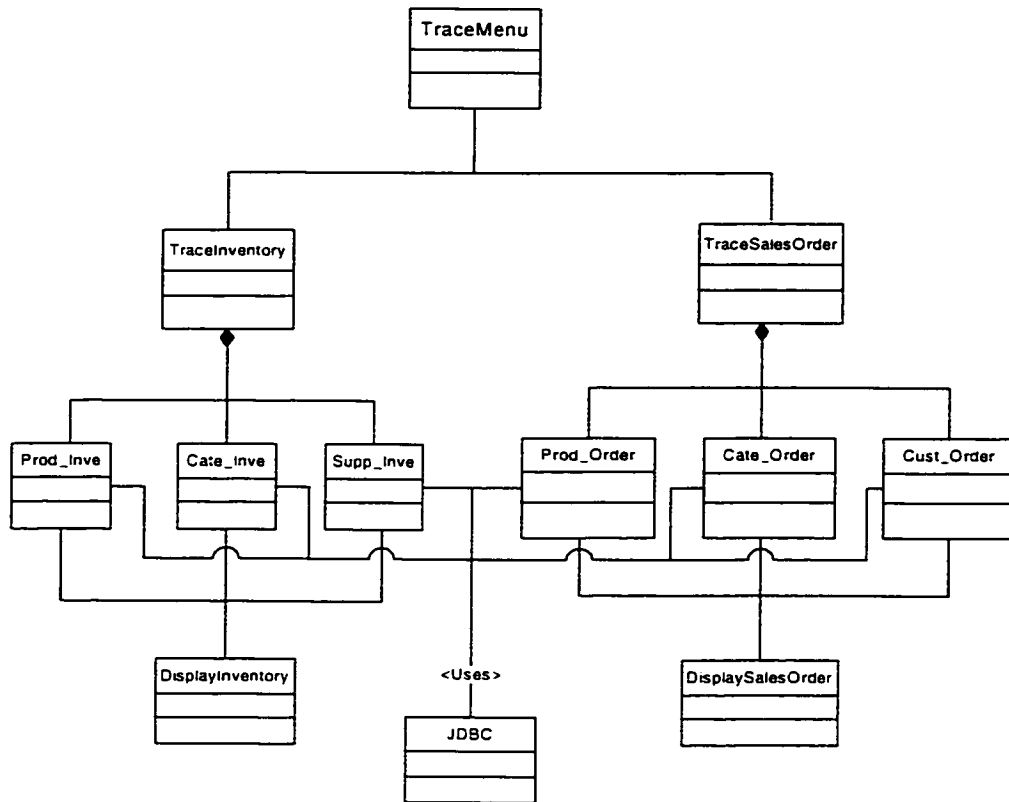 TraceMenu
TraceInventory
TraceSalesOrder
Prod_Inve
Cate_Inve
Supp_Inve
Prod_Order
Cate_Order
Cust_Order
DisplayInventory
<Uses>
DisplaySalesOrder
JDBC